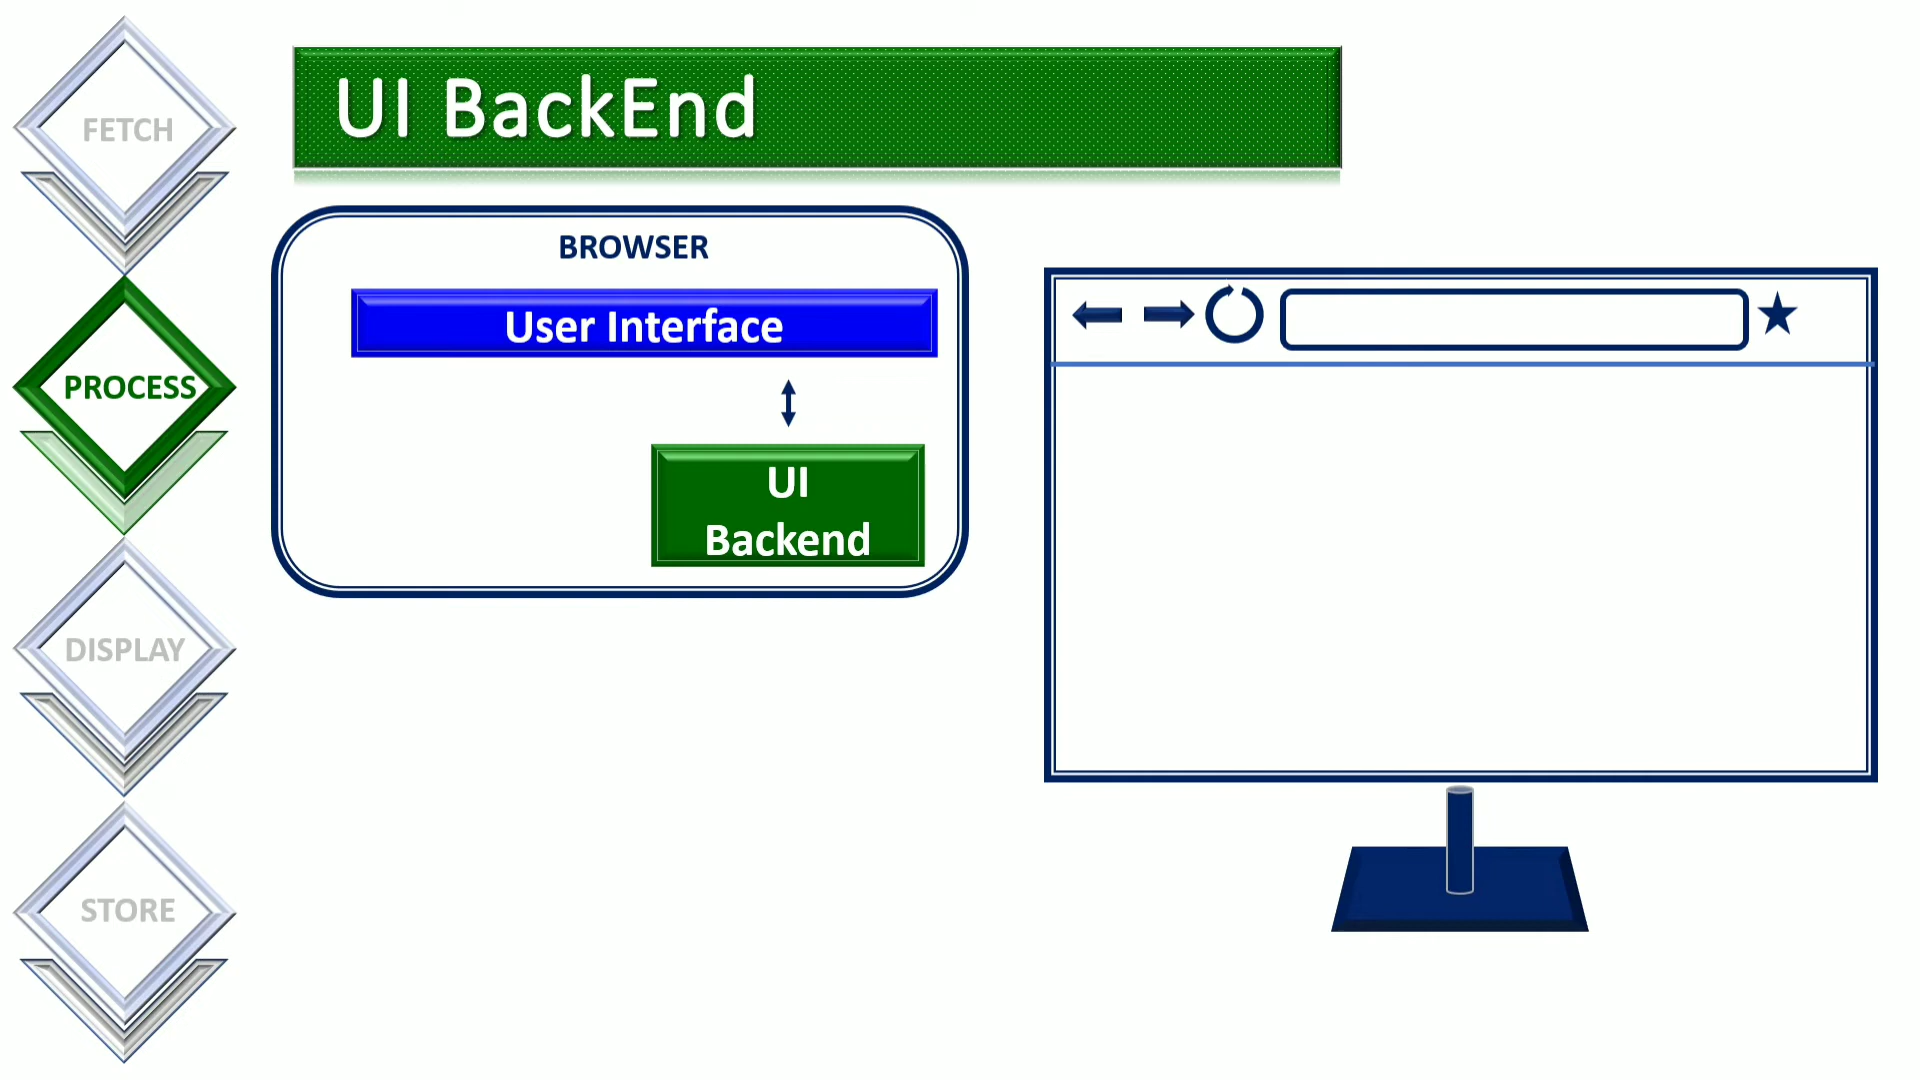 UI BackEnd
FETCH
PROCESS
DISPLAY
STORE
BROWSER
User Interface
UI
Backend